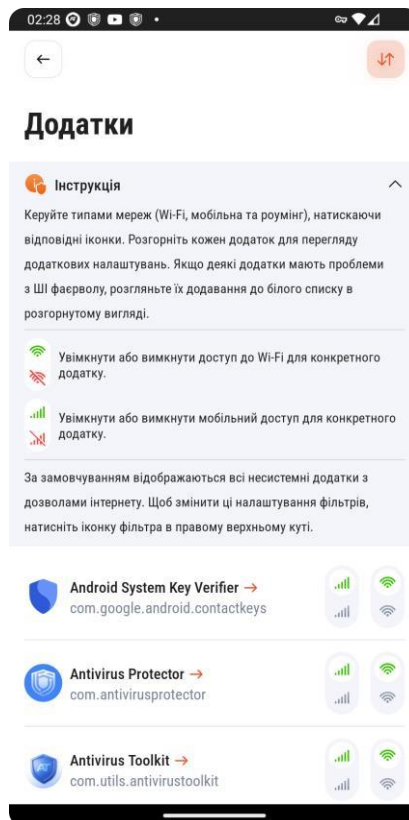 02:28
Додатки
Інструкція
Керуйте типами мереж (Wi-Fi, мобільна та роумінг), натискаючи
відповідні іконки. Розгорніть кожен додаток для перегляду
додаткових налаштувань. Якщо деякі додатки мають проблеми
з ШІ фаєрволу, розгляньте їх додавання до білого списку в
розгорнутому вигляді.
Увімкнути або вимкнути доступ до Wi-Fi для конкретного
додатку.
Увімкнути або вимкнути мобільний доступ для конкретного
додатку.
За замовчуванням відображаються всі несистемні додатки з
дозволами інтернету. Щоб змінити ці налаштування фільтрів,
натисніть іконку фільтра в правому верхньому куті.
Android System Key Verifier →
com.google.android.contactkeys
Antivirus Protector →
com.antivirusprotector
Antivirus Toolkit →
com.utils.antivirustoolkit